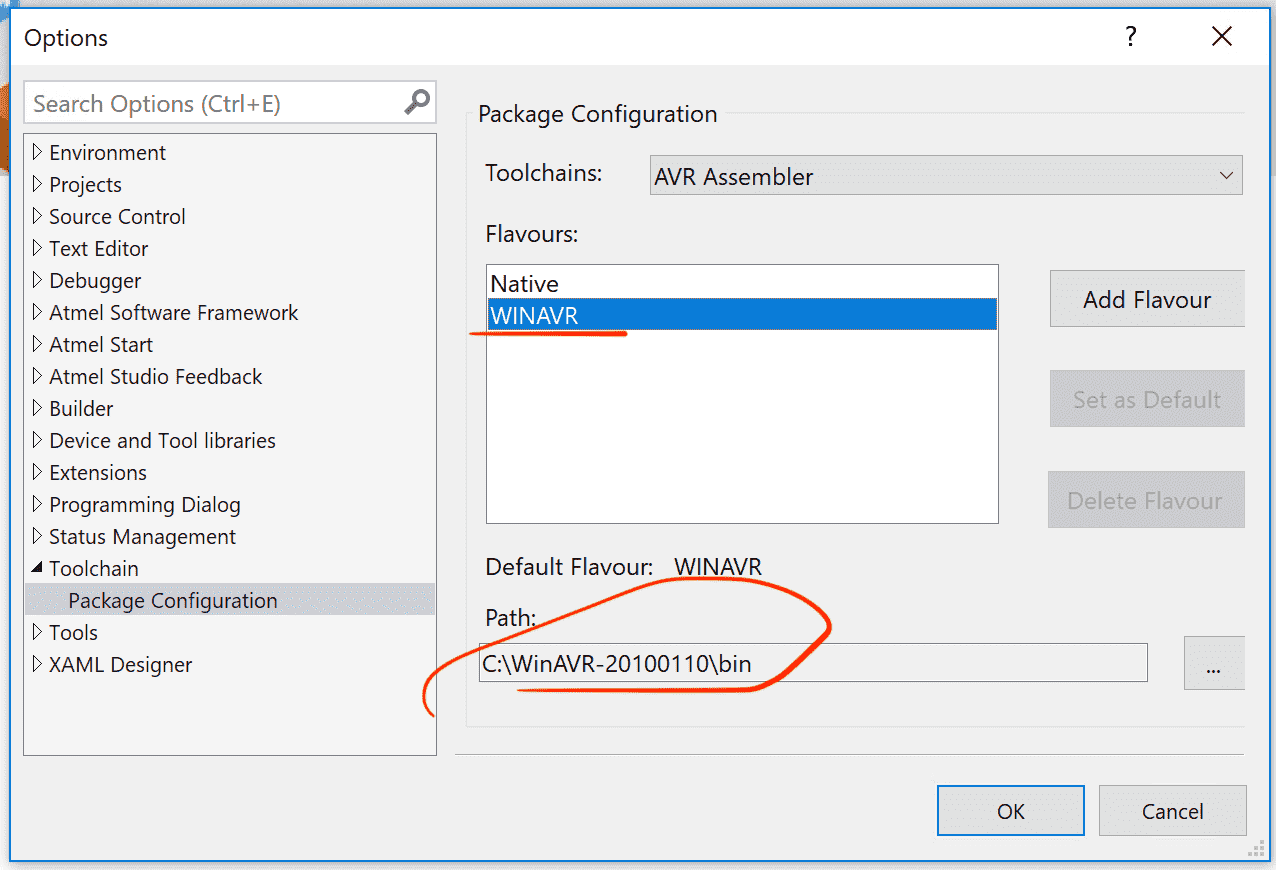 Options
?
Search Options (Ctrl+E)
Environment
Projects
Source Control
Text Editor
Debugger
Atmel Software Framework
Atmel Start
Atmel Studio Feedback
Builder
Device and Tool libraries
Extensions
Programming Dialog
Status Management
Toolchain
Package Configuration
Tools
XAML Designer
Package Configuration
Toolchains: AVR Assembler
Flavours:
Native
WINAVR
Add Flavour
Set as Default
Delete Flavour
Default Flavour: WINAVR
Path:
C:\WinAVR-20100110\bin
...
OK
Cancel